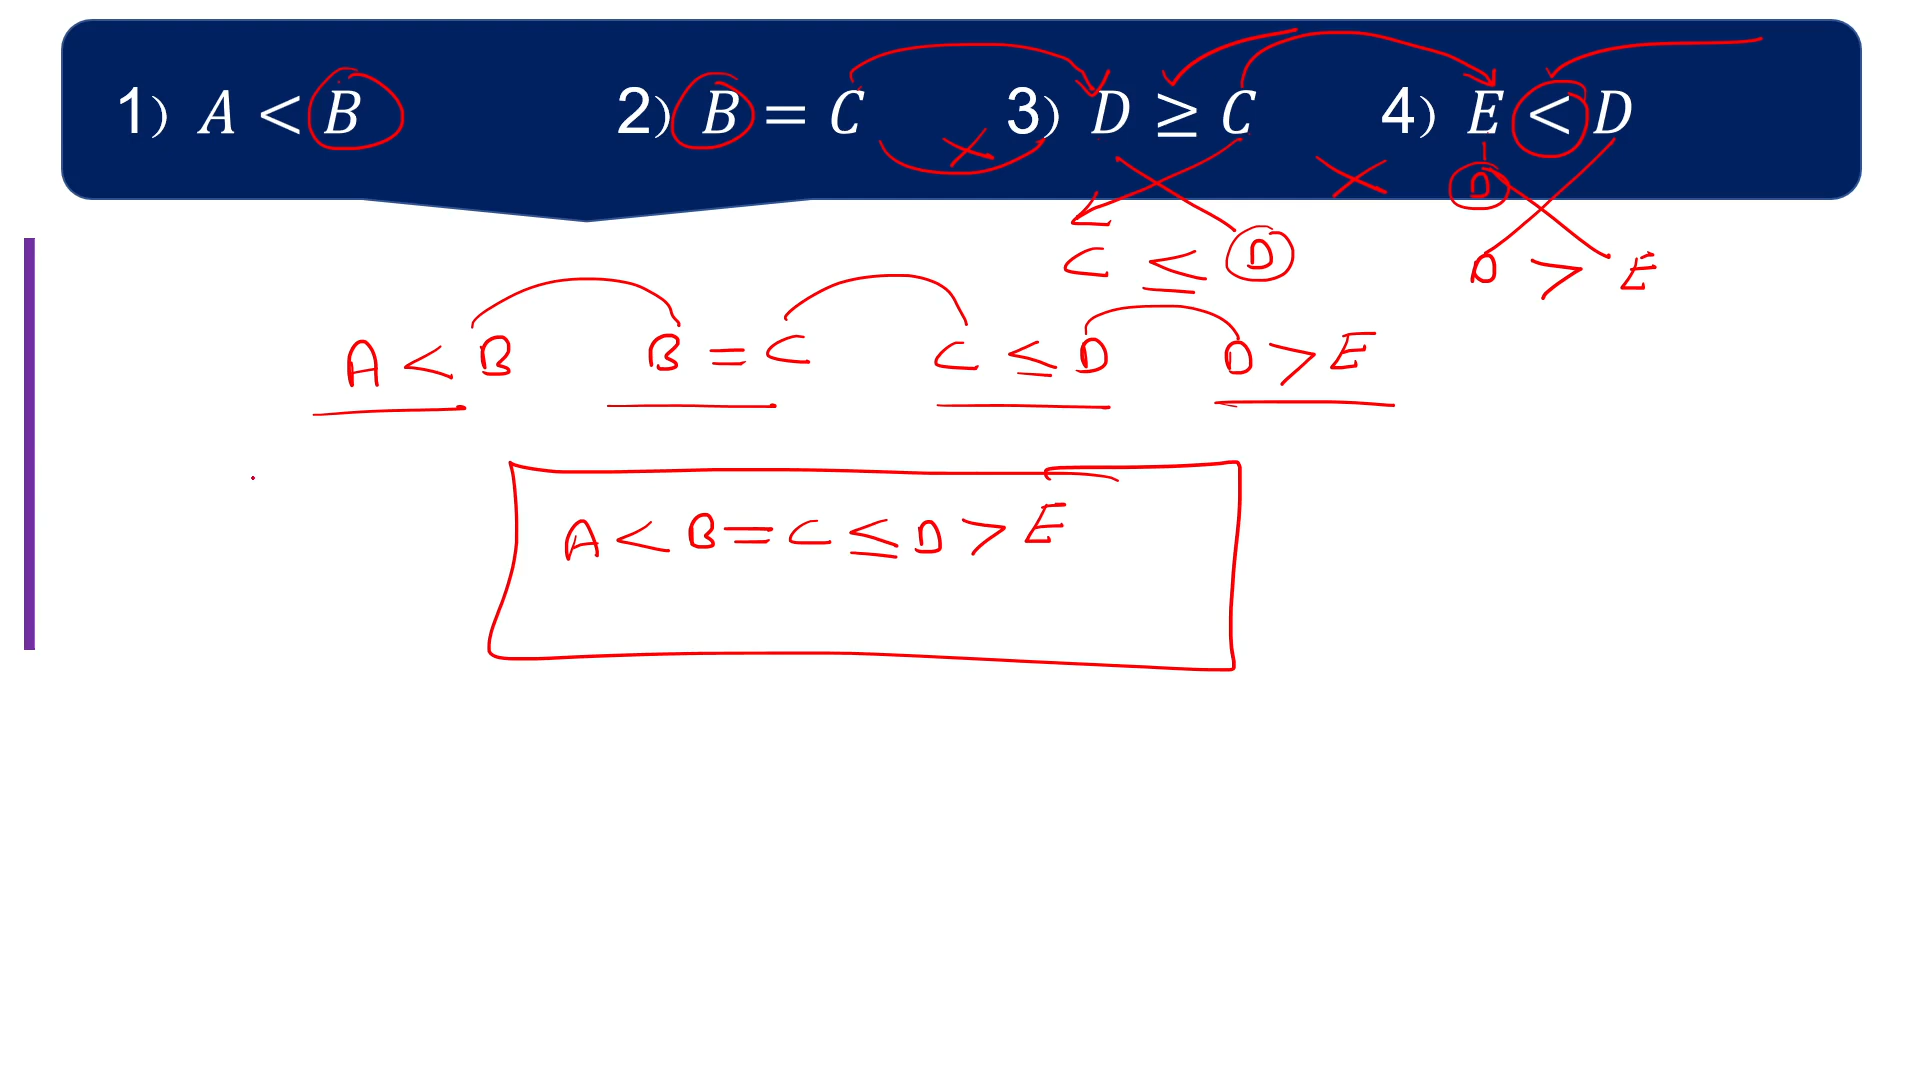 1) A < B 2) B = C 3) D ≥ C 4) E < D
D
C ≤ D D > E
A < B B = C C ≤ D D > E
A < B = C ≤ D > E